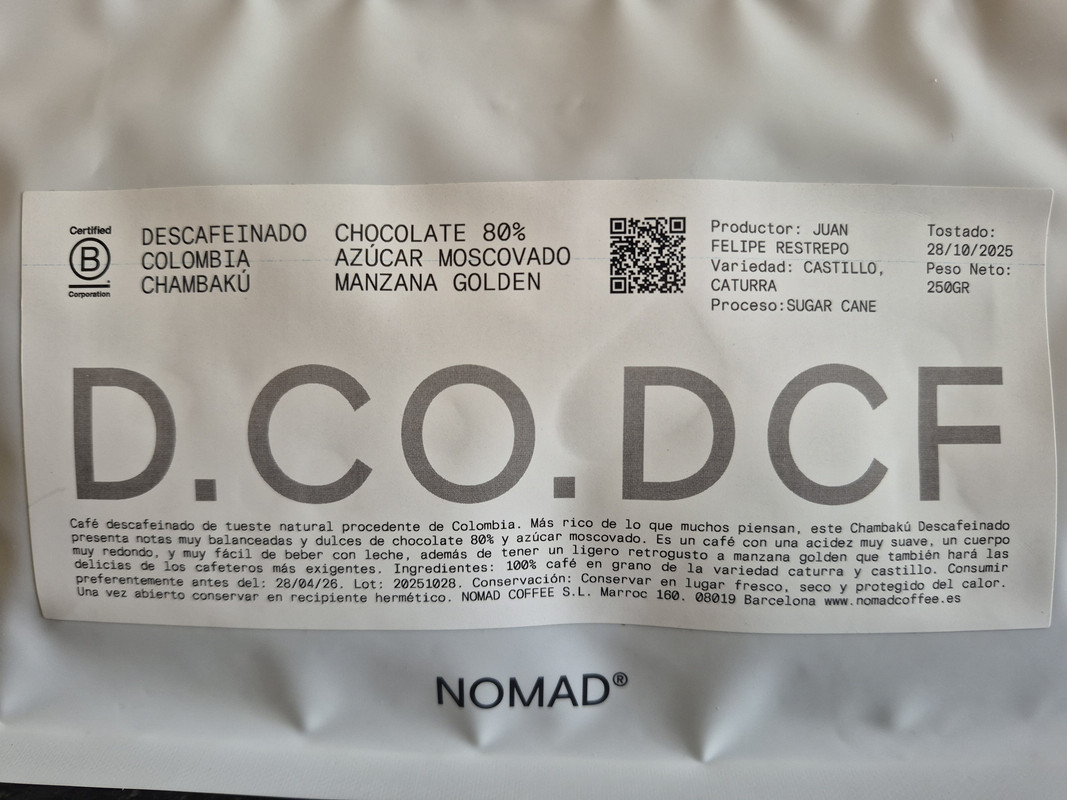 Certified
B
Corporation
DESCAFEINADO
COLOMBIA
CHAMBAKÚ
CHOCOLATE 80%
AZÚCAR MOSCOVADO
MANZANA GOLDEN
Productor: JUAN
FELIPE RESTREPO
Variedad: CASTILLO,
CATURRA
Proceso:SUGAR CANE
Tostado:
28/10/2025
Peso Neto:
250GR
D.CO.DCF
Café descafeinado de tueste natural procedente de Colombia. Más rico de lo que muchos piensan, este Chambakú Descafeinado
presenta notas muy balanceadas y dulces de chocolate 80% y azúcar moscovado. Es un café con una acidez muy suave, un cuerpo
muy redondo, y muy fácil de beber con leche, además de tener un ligero retrogusto a manzana golden que también hará las
delicias de los cafeteros más exigentes. Ingredientes: 100% café en grano de la variedad caturra y castillo. Consumir
preferentemente antes del: 28/04/26. Lot: 20251028. Conservación: Conservar en lugar fresco, seco y protegido del calor.
Una vez abierto conservar en recipiente hermético. NOMAD COFFEE S.L. Marroc 160. 08019 Barcelona www.nomadcoffee.es
NOMAD®